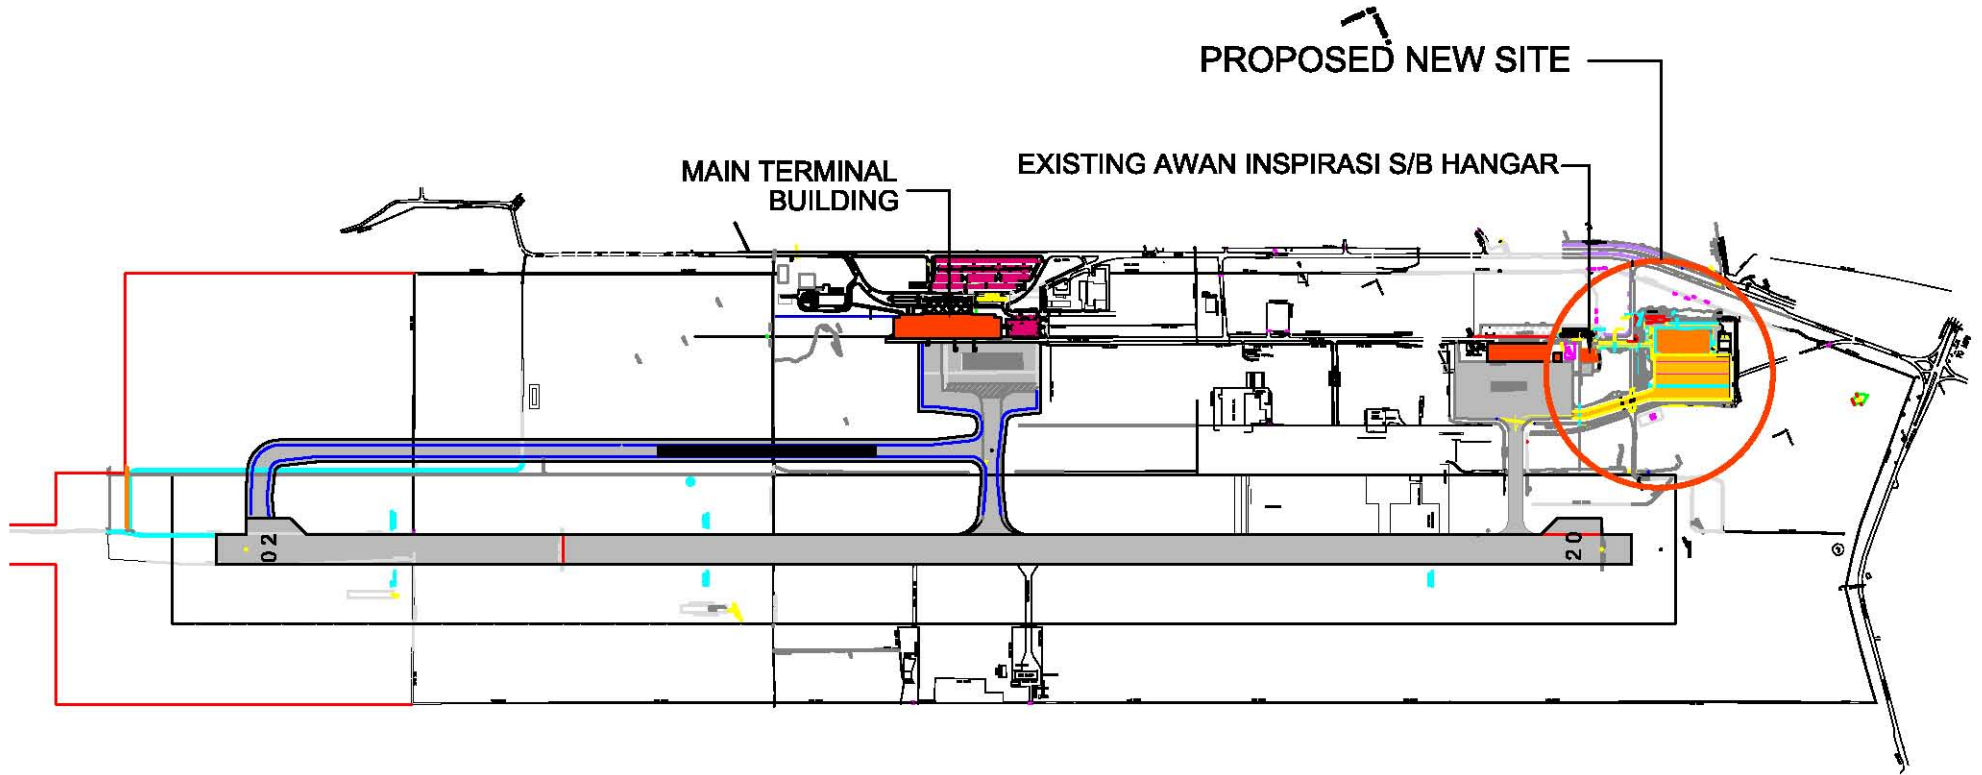 PROPOSED NEW SITE
EXISTING AWAN INSPIRASI S/B HANGAR
MAIN TERMINAL
BUILDING
02
20